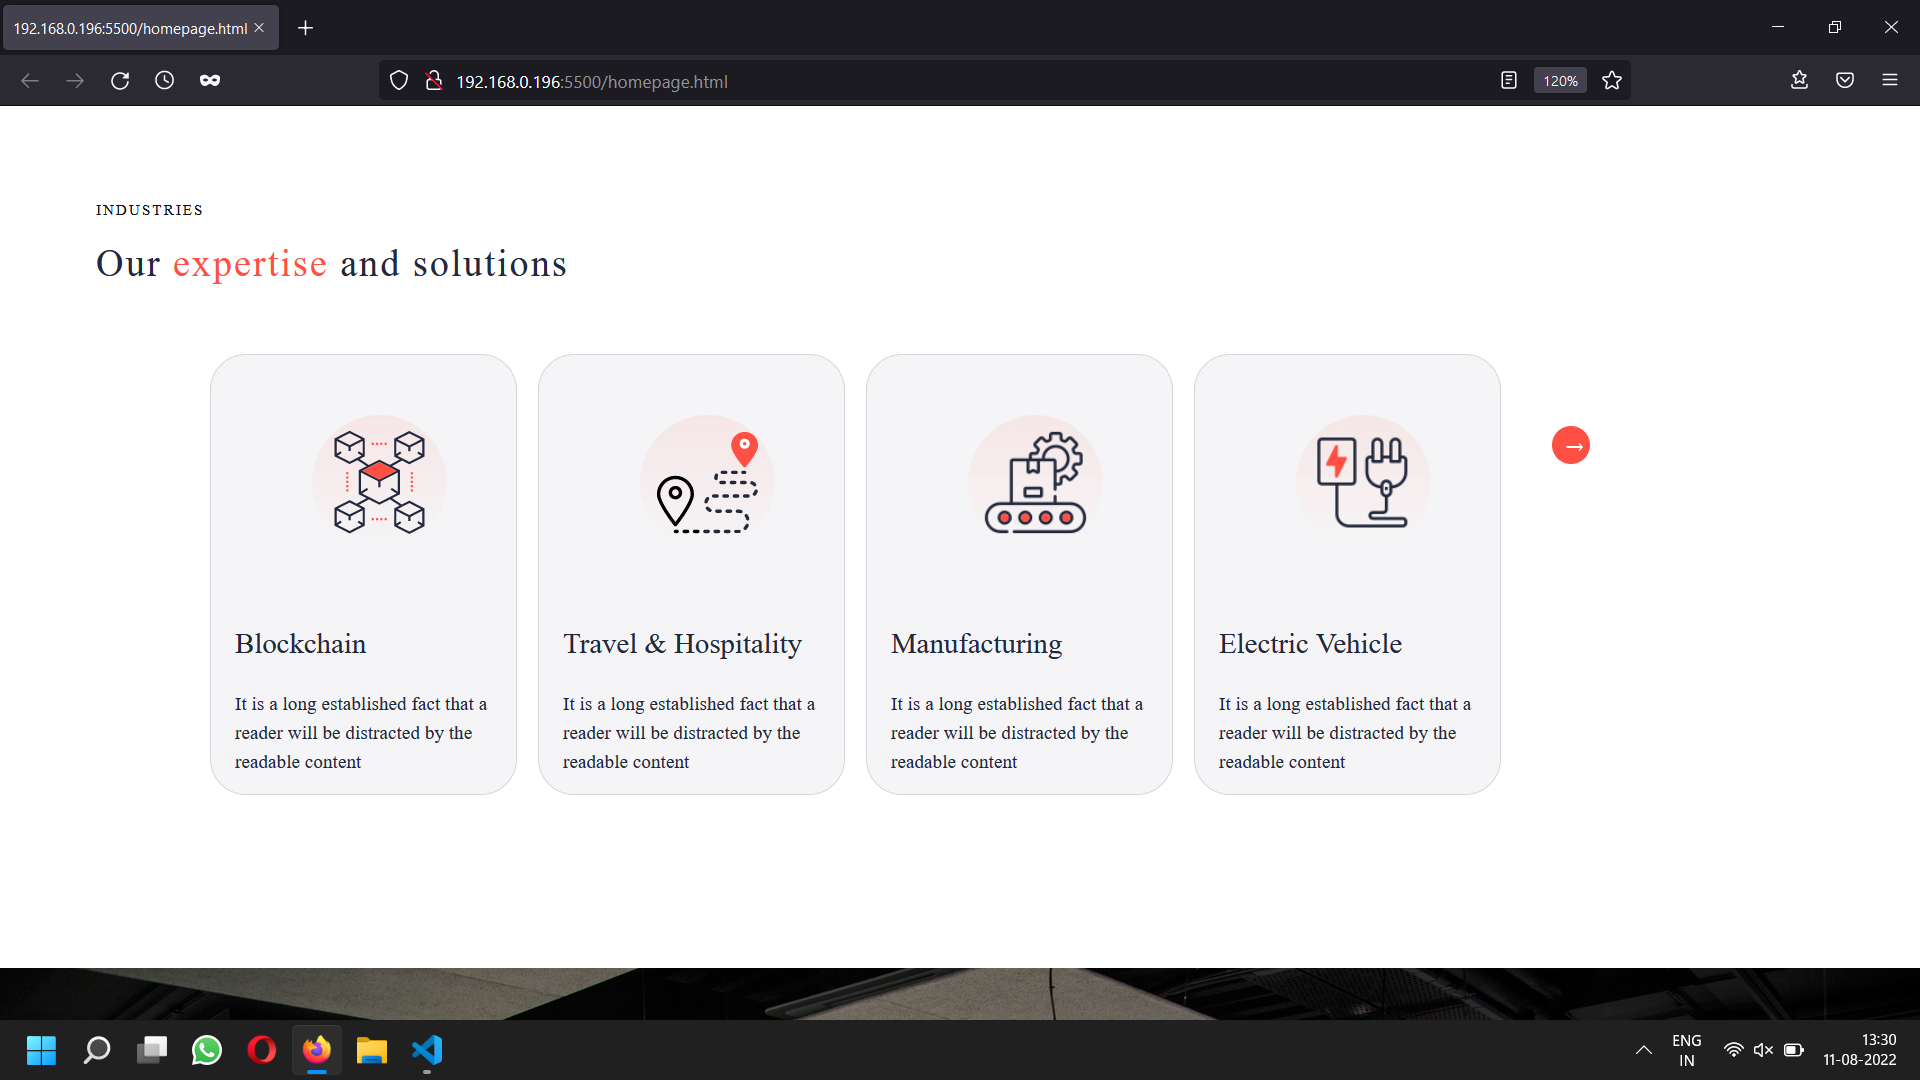 192.168.0.196:5500/homepage.html
192.168.0.196:5500/homepage.html
120%
INDUSTRIES
Our expertise and solutions
→
Blockchain
It is a long established fact that a
reader will be distracted by the
readable content
Travel & Hospitality
It is a long established fact that a
reader will be distracted by the
readable content
Manufacturing
It is a long established fact that a
reader will be distracted by the
readable content
Electric Vehicle
It is a long established fact that a
reader will be distracted by the
readable content
ENG
IN
13:30
11-08-2022